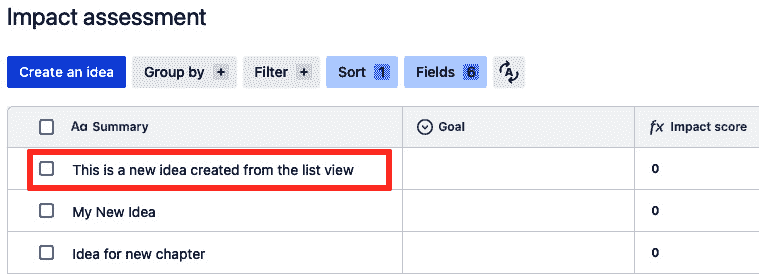 Impact assessment
Create an idea Group by + Filter + Sort 1 Fields 6 A
Aa Summary Goal fx Impact score
This is a new idea created from the list view 0
My New Idea 0
Idea for new chapter 0